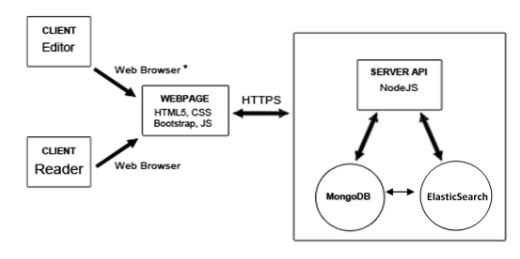 CLIENT
Editor
Web Browser *
WEBPAGE
HTML5, CSS
Bootstrap, JS
CLIENT
Reader
Web Browser
HTTPS
SERVER API
NodeJS
MongoDB
ElasticSearch